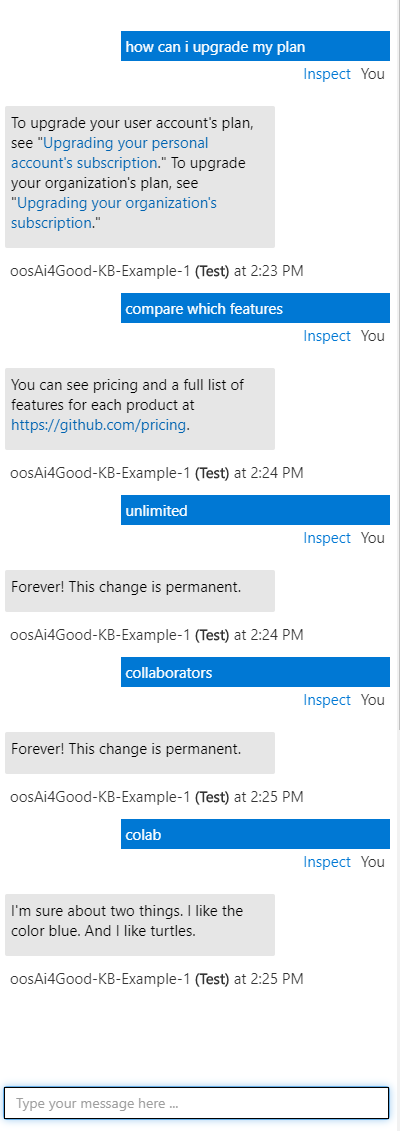 how can i upgrade my plan
Inspect You
To upgrade your user account's plan,
see "Upgrading your personal
account's subscription." To upgrade
your organization's plan, see
"Upgrading your organization's
subscription."
oosAi4Good-KB-Example-1 (Test) at 2:23 PM
compare which features
Inspect You
You can see pricing and a full list of
features for each product at
https://github.com/pricing.
oosAi4Good-KB-Example-1 (Test) at 2:24 PM
unlimited
Inspect You
Forever! This change is permanent.
oosAi4Good-KB-Example-1 (Test) at 2:24 PM
collaborators
Inspect You
Forever! This change is permanent.
oosAi4Good-KB-Example-1 (Test) at 2:25 PM
colab
Inspect You
I'm sure about two things. I like the
color blue. And I like turtles.
oosAi4Good-KB-Example-1 (Test) at 2:25 PM
Type your message here ...